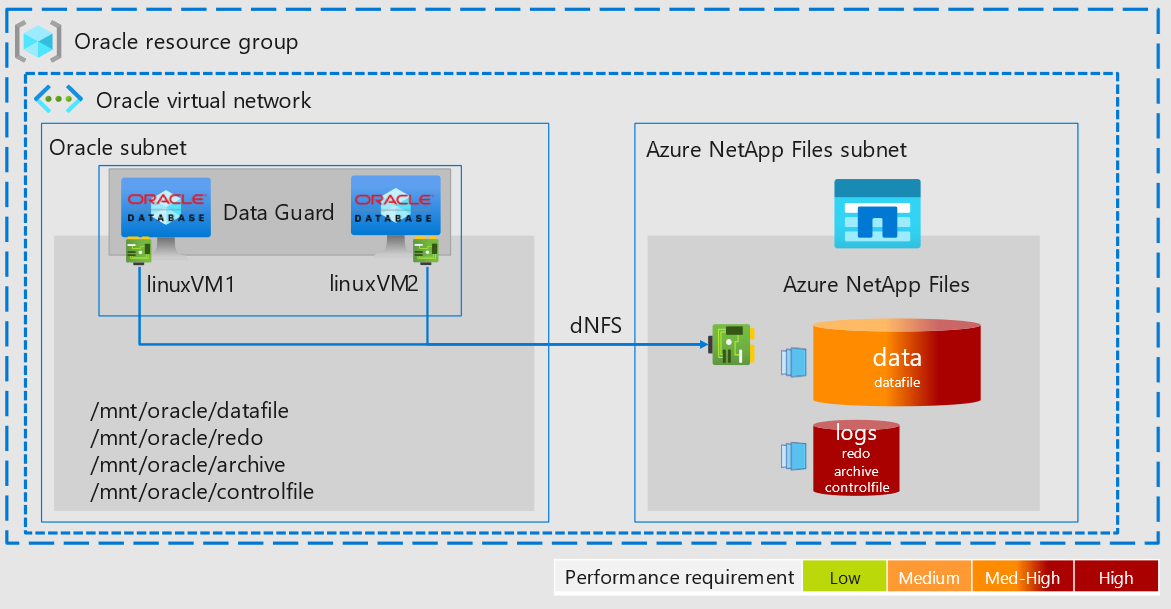 Oracle resource group
Oracle virtual network
Oracle subnet
ORACLE
DATABASE
Data Guard
ORACLE
DATABASE
linuxVM1
linuxVM2
/mnt/oracle/datafile
/mnt/oracle/redo
/mnt/oracle/archive
/mnt/oracle/controlfile
dNFS
Azure NetApp Files subnet
Azure NetApp Files
data
datafile
logs
redo
archive
controlfile
Performance requirement Low Medium Med-High High